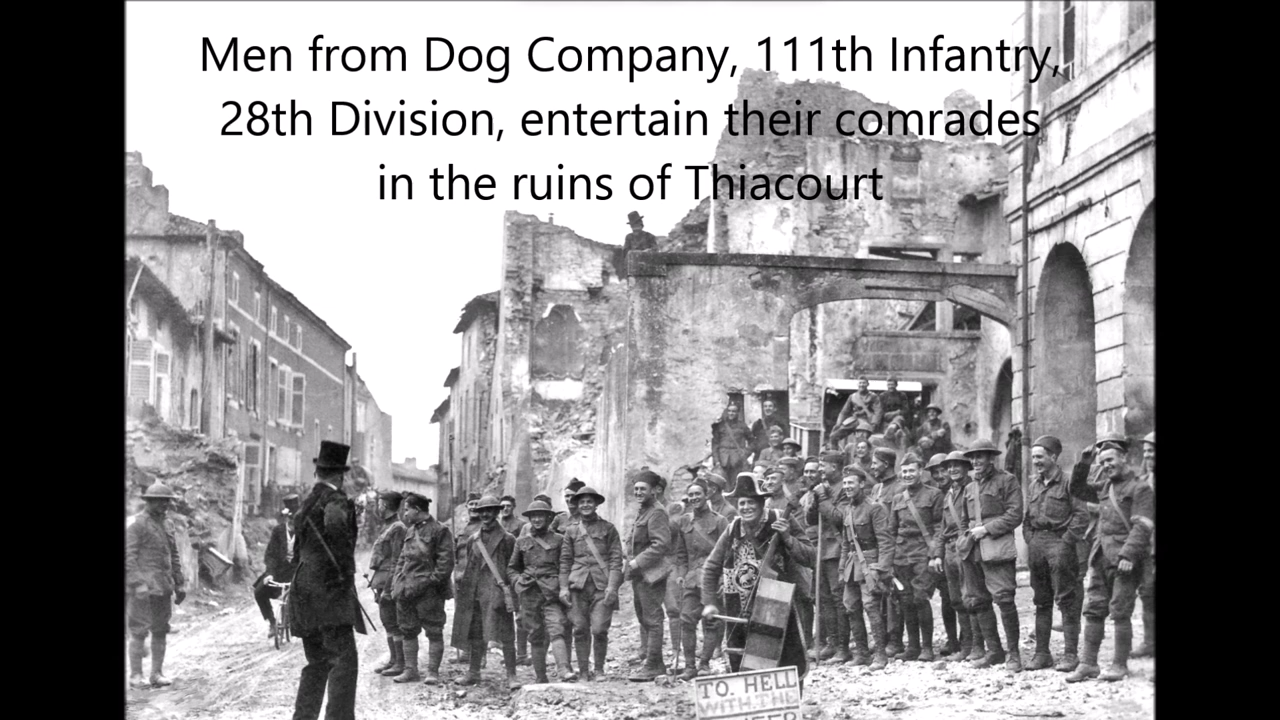 Men from Dog Company, 111th Infantry,
28th Division, entertain their comrades
in the ruins of Thiacourt
TO. HELL
WITH.THE